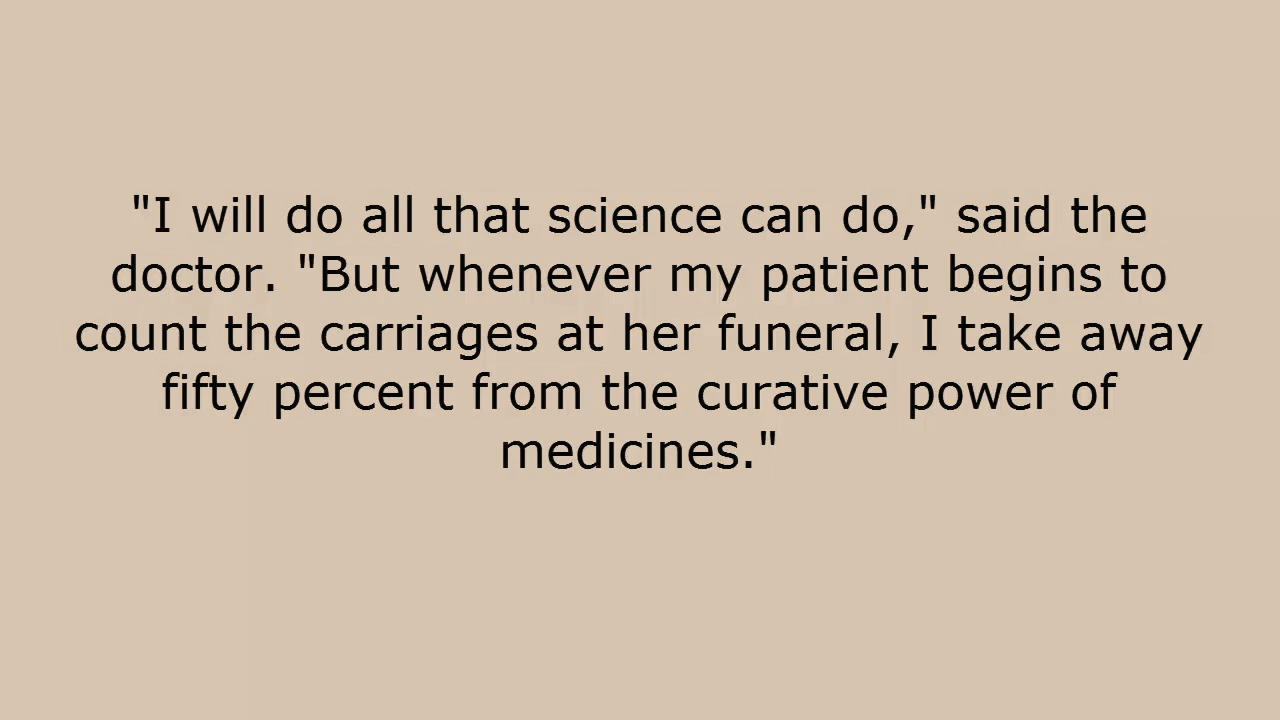 "I will do all that science can do," said the
doctor. "But whenever my patient begins to
count the carriages at her funeral, I take away
fifty percent from the curative power of
medicines."